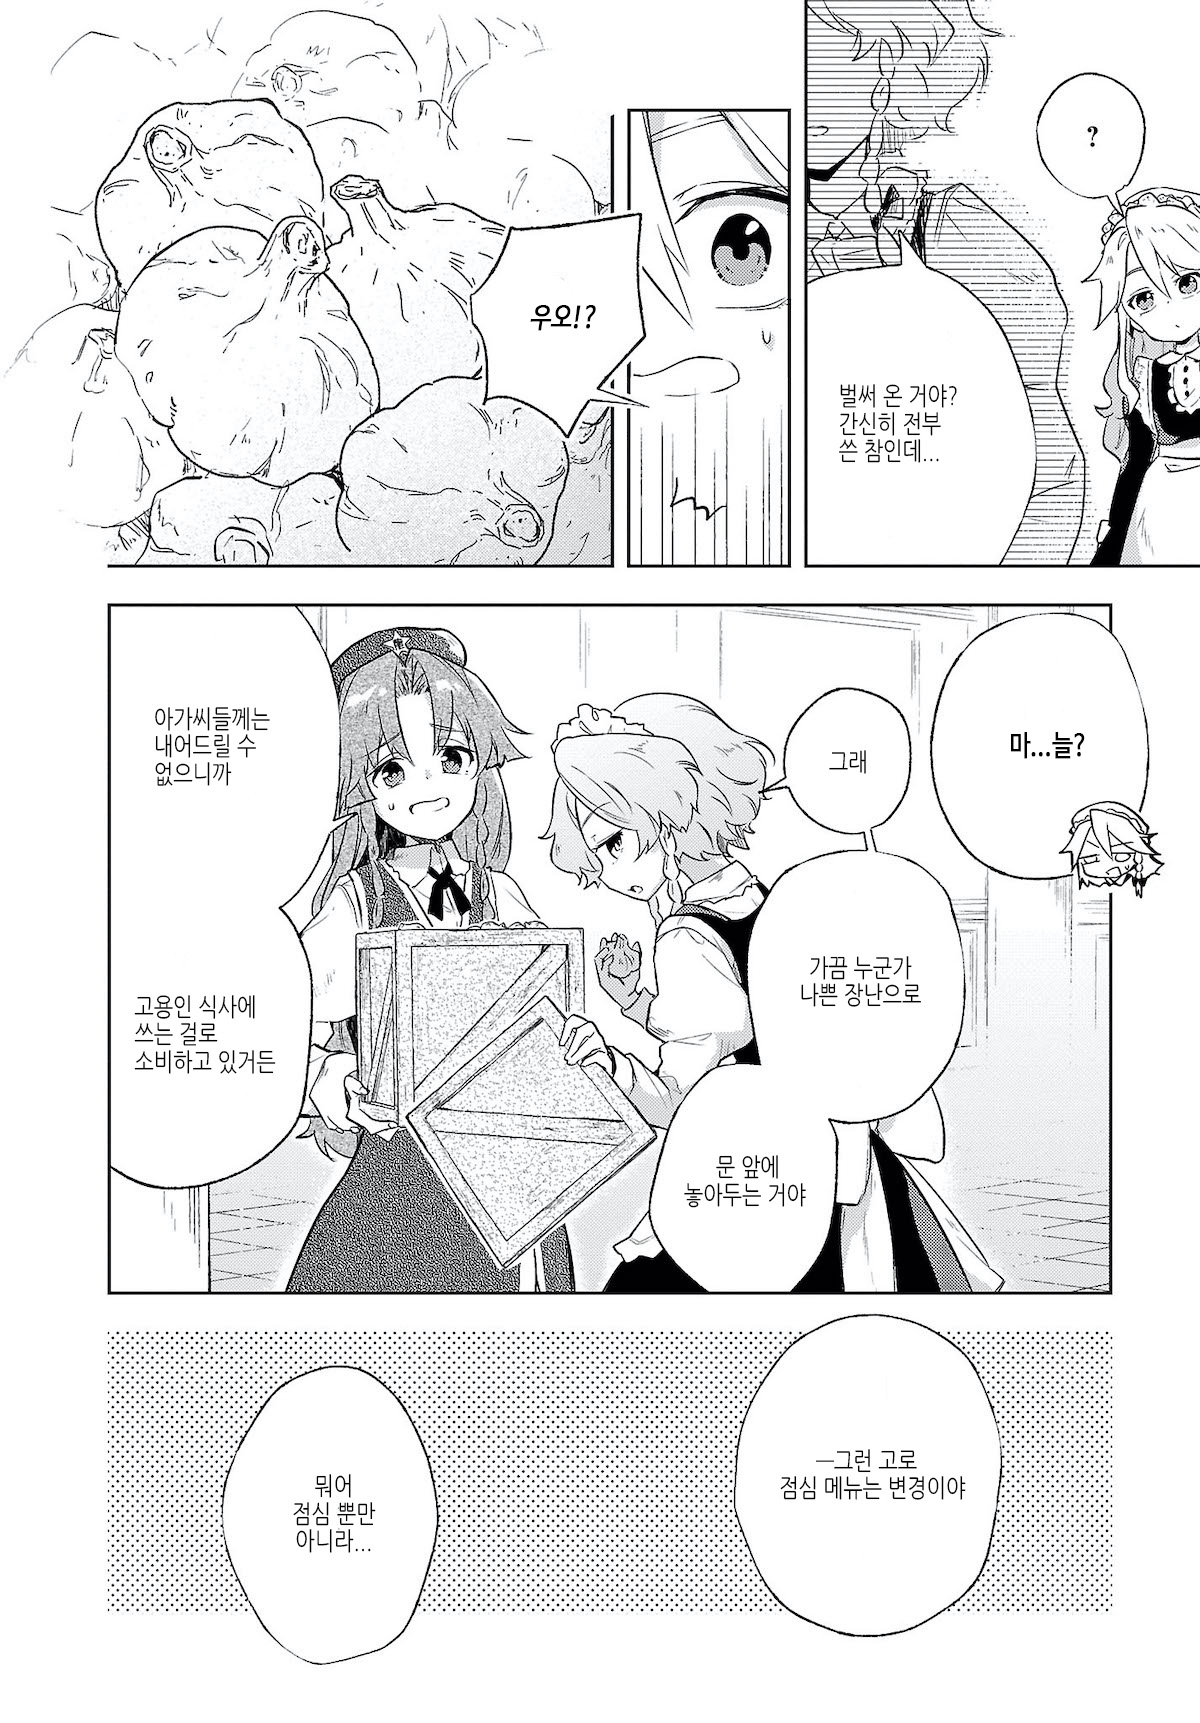 ?
벌써 온 거야?
간신히 전부
쓴 참인데...
우오!?
마...늘?
그래
가끔 누군가
나쁜 장난으로
문 앞에
놓아두는 거야
아가씨들께는
내어드릴 수
없으니까
고용인 식사에
쓰는 걸로
소비하고 있거든
—그런 고로
점심 메뉴는 변경이야
뭐어
점심 뿐만
아니라...